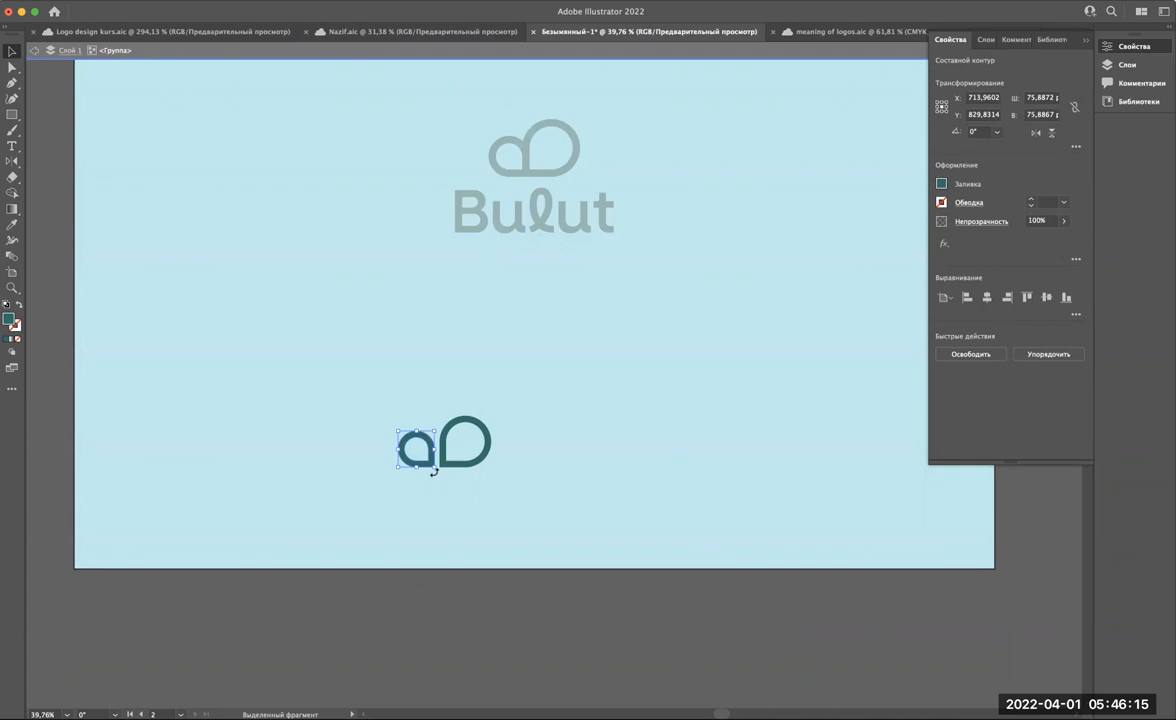 Adobe Illustrator 2022
Logo design kurs.aic @ 294,13 % (RGB/Предварительный просмотр)
Nazif.aic @ 31,38 % (RGB/Предварительный просмотр)
Безымянный-1* @ 39,76 % (RGB/Предварительный просмотр)
meaning of logos.aic @ 61,81 % (CMYK
Слой 1
<Группа>
Свойства
Слои
Коммент
Библиот
Составной контур
Трансформирование
X: 713,9602
Ш: 75,8872 p
Y: 829,8314
В: 75,8867 p
0°
Оформление
Заливка
Обводка
Непрозрачность
100%
fx.
Выравнивание
Быстрые действия
Освободить
Упорядочить
Свойства
Слои
Комментарии
Библиотеки
Bulut
39,76%
0°
2
Выделенный фрагмент
2022-04-01 05:46:15